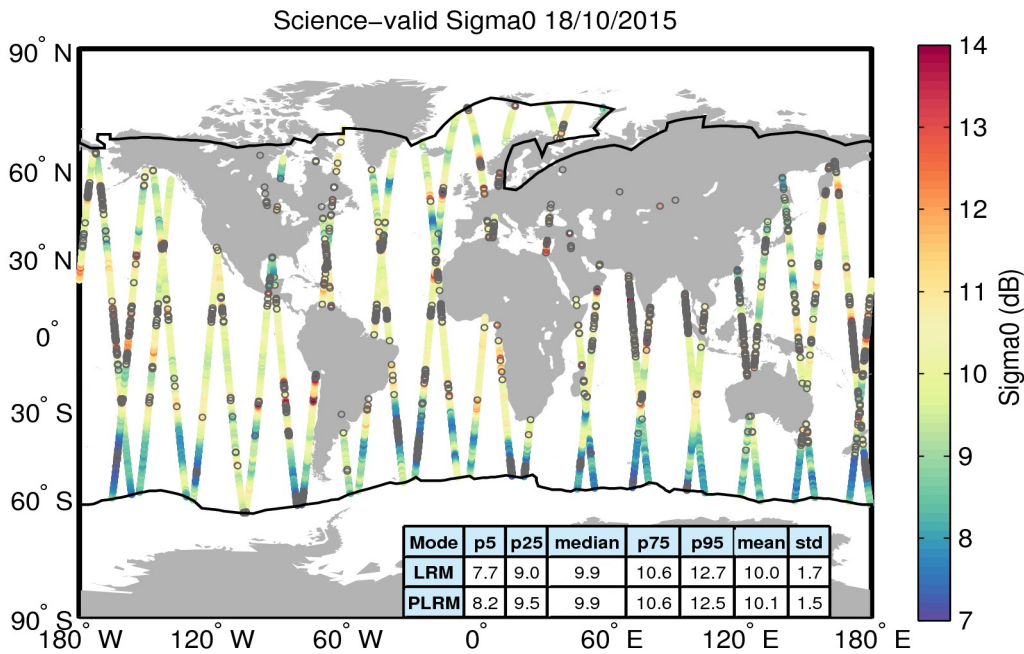 Science−valid Sigma0 18/10/2015
90° N
60° N
30° N
0°
30° S
60° S
90° S
180° W
120° W
60° W
0°
60° E
120° E
180° E
Mode p5 p25 median p75 p95 mean std
LRM 7.7 9.0 9.9 10.6 12.7 10.0 1.7
PLRM 8.2 9.5 9.9 10.6 12.5 10.1 1.5
14
13
12
11
10
9
8
7
Sigma0 (dB)